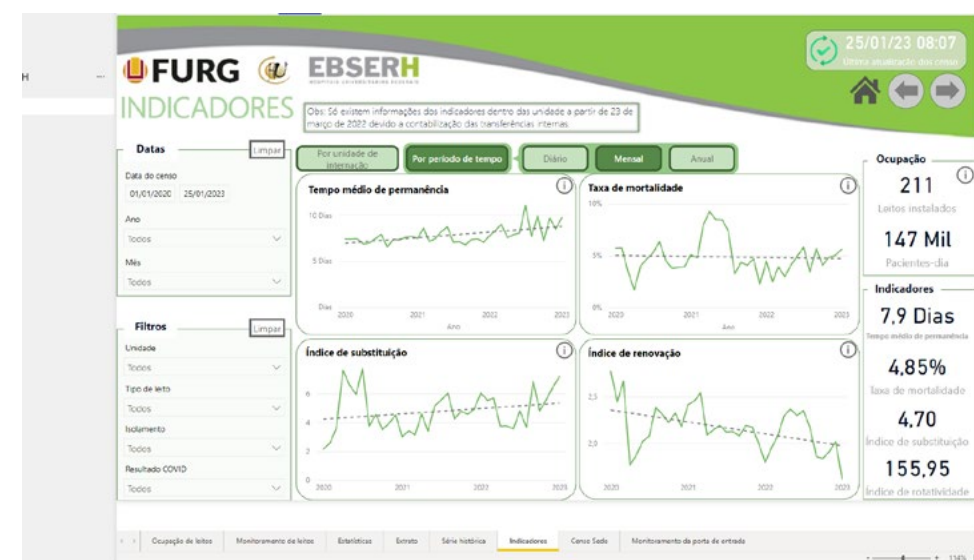 H
...
FURG
EBSERH
25/01/23 08:07
Última atualização dos censo
INDICADORES
Obs: Só existem informações dos indicadores dentro das unidade a partir de 23 de
março de 2022 devido a contabilização das transferências internas.
Datas
Limpar
Data do censo
01/01/2020 25/01/2023
Ano
Todos
Mês
Todos
Filtros
Limpar
Unidade
Todos
Tipo de leito
Todos
Isolamento
Todos
Resultado COVID
Todos
Por unidade de
internação
Por período de tempo
Diário
Mensal
Anual
Tempo médio de permanência
10 Dias
5 Dias
Dias
2020 2021 2022 2023
Ano
Taxa de mortalidade
10%
5%
0%
2020 2021 2022 2023
Ano
Índice de substituição
6
4
2
0
2020 2021 2022 2023
Índice de renovação
2,5
2,0
2020 2021 2022 2023
Ocupação
211
Leitos instalados
147 Mil
Pacientes-dia
Indicadores
7,9 Dias
Tempo médio de permanência
4,85%
Taxa de mortalidade
4,70
Índice de substituição
155,95
Índice de rotatividade
Ocupação de leitos Monitoramento de leitos Estatísticas Extrato Série histórica Indicadores Censo Sade Monitoramento da porta de entrada
- + 114%